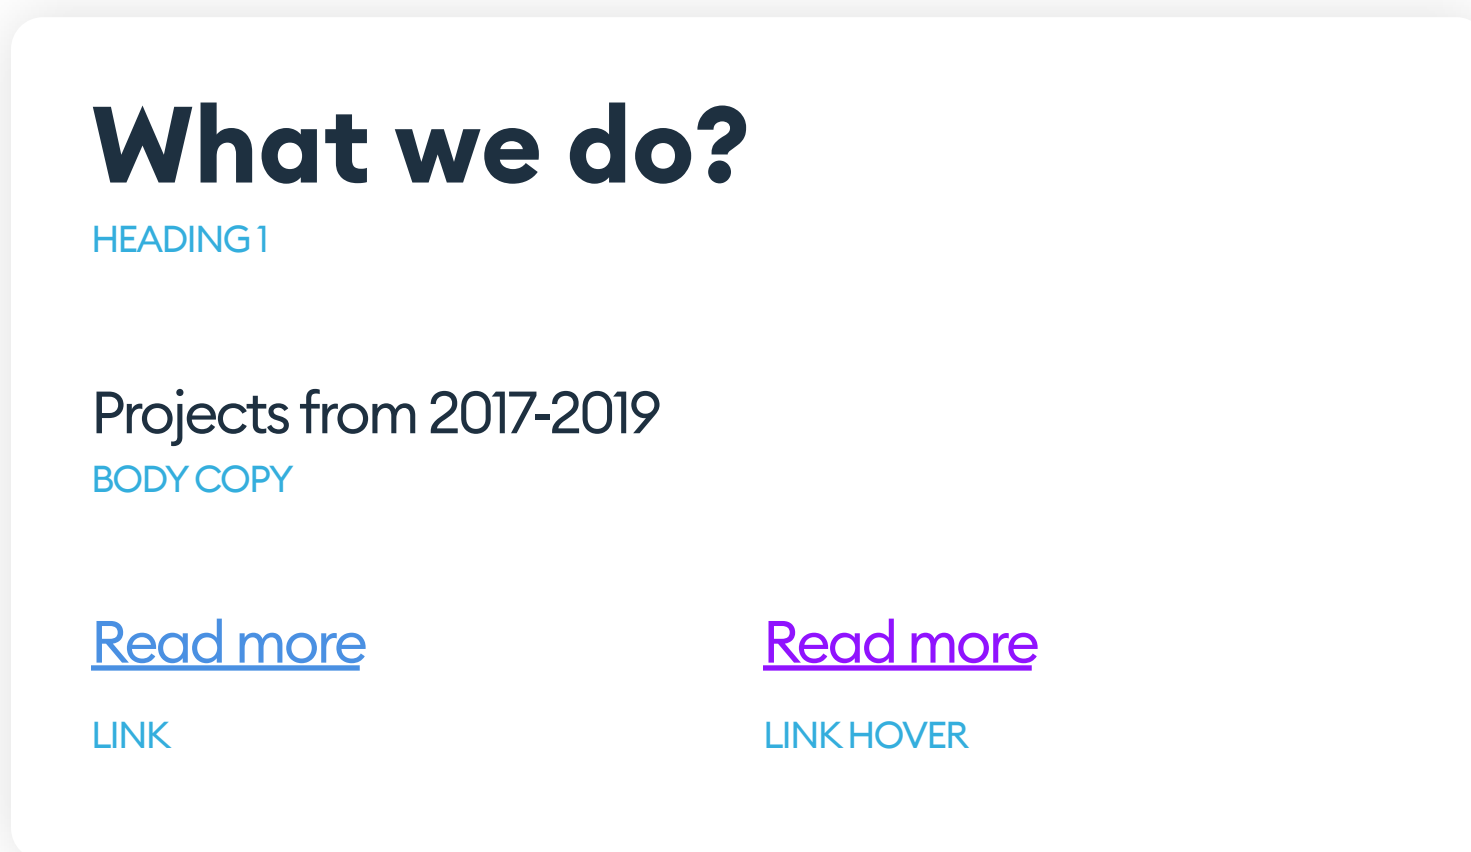 What we do?
HEADING 1
Projects from 2017-2019
BODY COPY
Read more
Read more
LINK
LINK HOVER